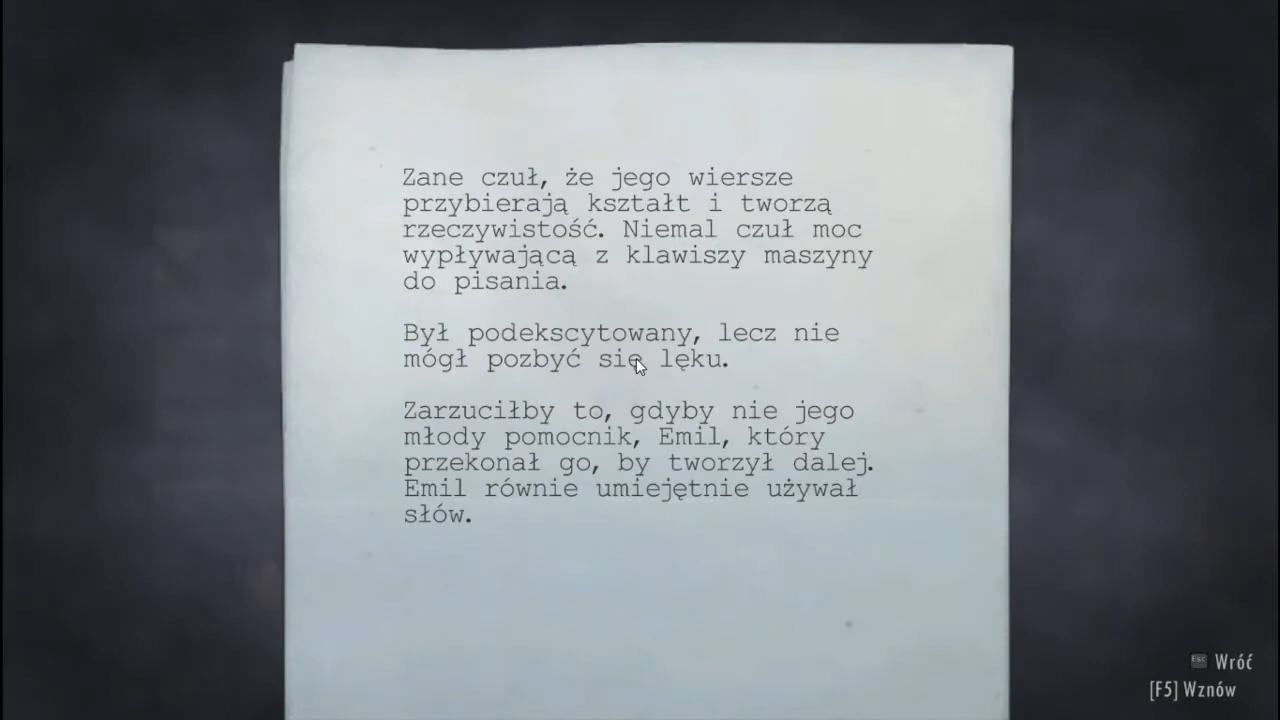 Zane czuł, że jego wiersze
przybierają kształt i tworzą
rzeczywistość. Niemal czuł moc
wypływającą z klawiszy maszyny
do pisania.
Był podekscytowany, lecz nie
mógł pozbyć się lęku.
Zarzuciłby to, gdyby nie jego
młody pomocnik, Emil, który
przekonał go, by tworzył dalej.
Emil równie umiejętnie używał
słów.
Esc Wróć
[F5] Wznów